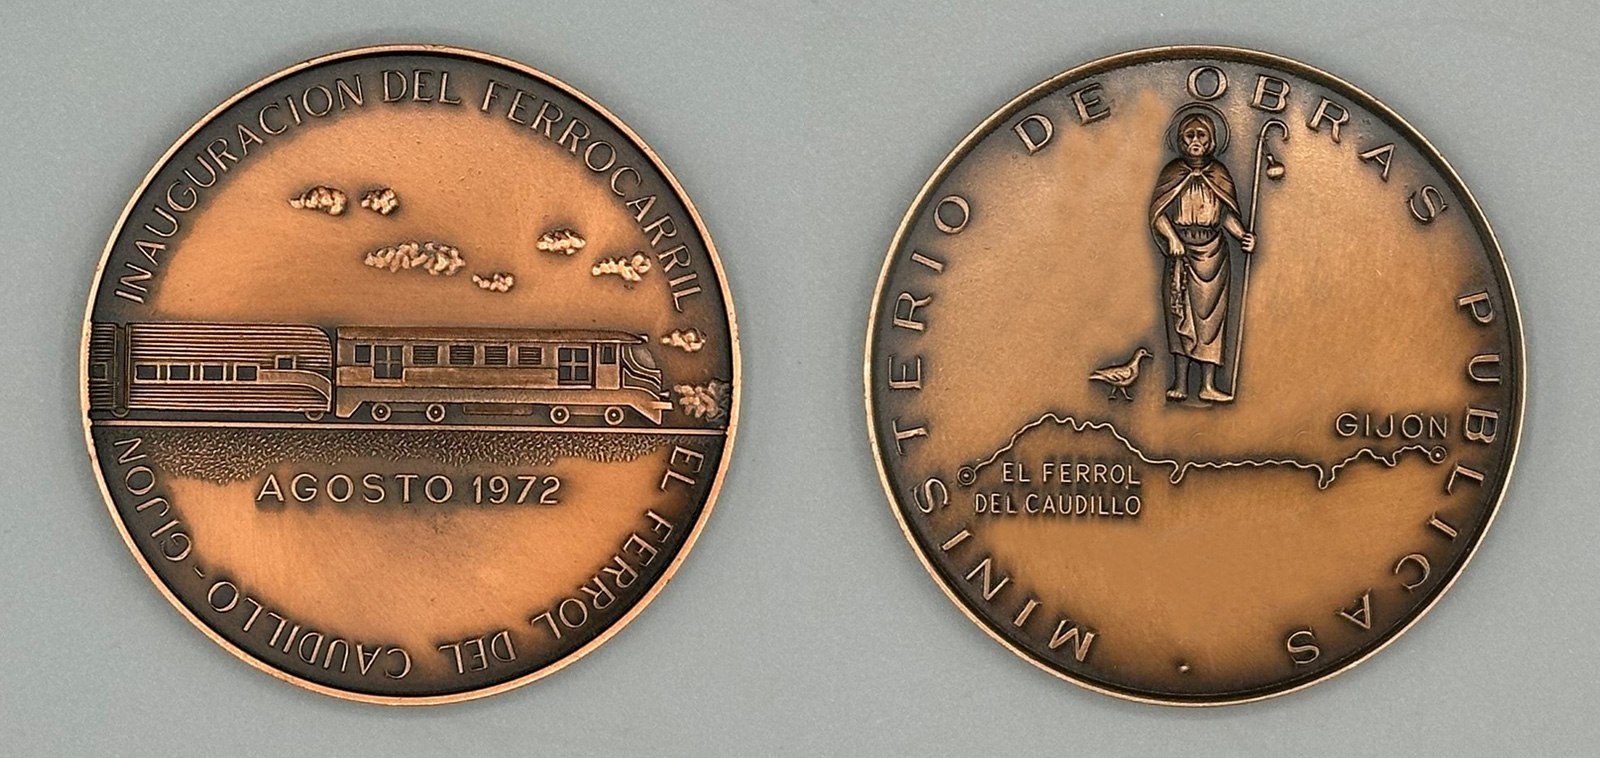 INAUGURACION DEL FERROCARRIL
EL FERROL DEL CAUDILLO-GIJON
AGOSTO 1972
MINISTERIO DE OBRAS PUBLICAS
GIJON
EL FERROL
DEL CAUDILLO